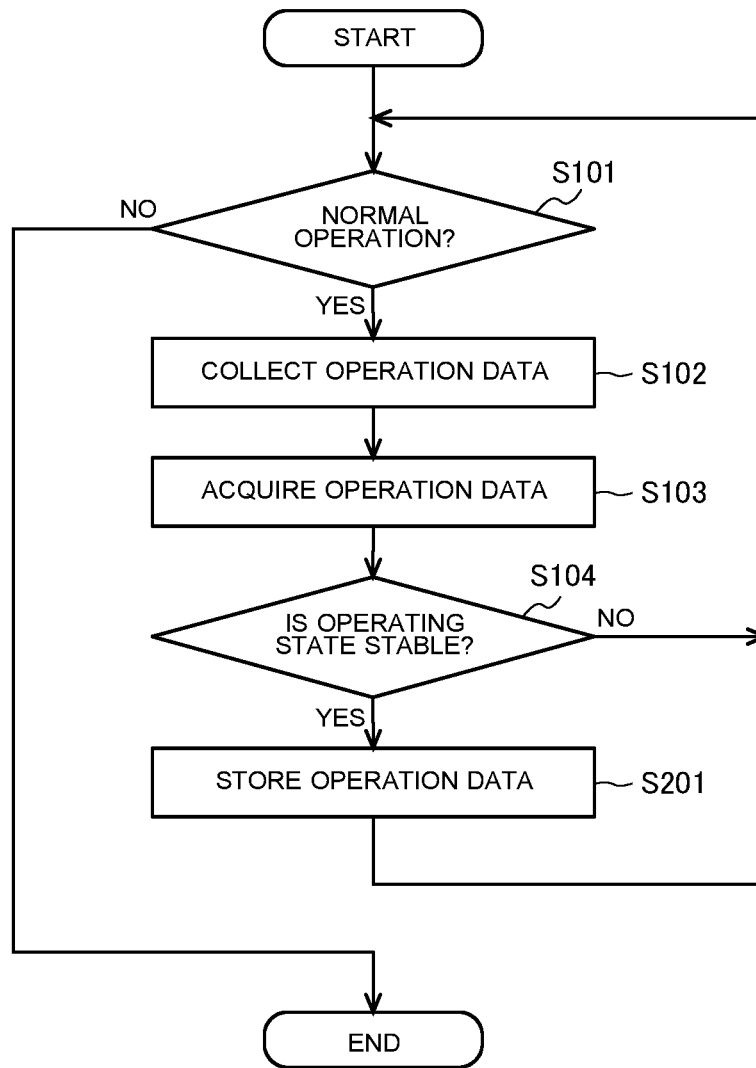 START
S101
NO
NORMAL
OPERATION?
YES
COLLECT OPERATION DATA
S102
ACQUIRE OPERATION DATA
S103
S104
IS OPERATING
STATE STABLE?
NO
YES
STORE OPERATION DATA
S201
END